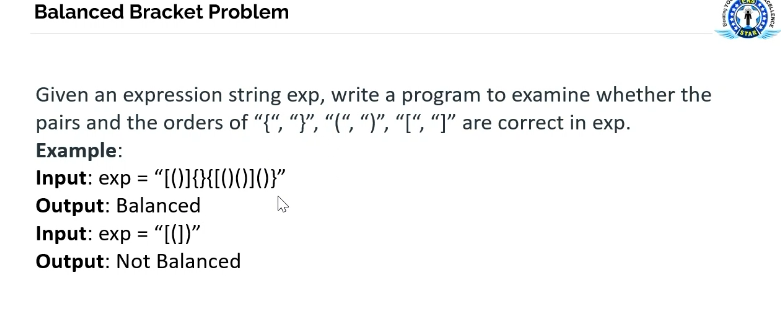 Balanced Bracket Problem
STAR
Given an expression string exp, write a program to examine whether the
pairs and the orders of “{“, “}”, “(“, “)”, “[“, “]” are correct in exp.
Example:
Input: exp = “[()]{}{[()()]()}”
Output: Balanced
Input: exp = “[(])”
Output: Not Balanced